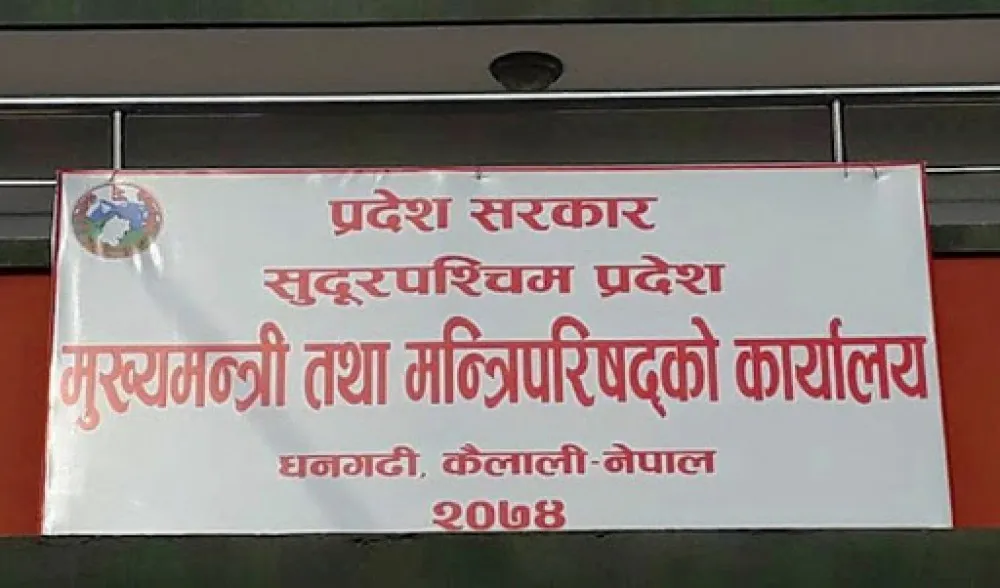 प्रदेश सरकार
सुदूरपश्चिम प्रदेश
मुख्यमन्त्री तथा मन्त्रिपरिषद्को कार्यालय
धनगढी, कैलाली-नेपाल
२०७४